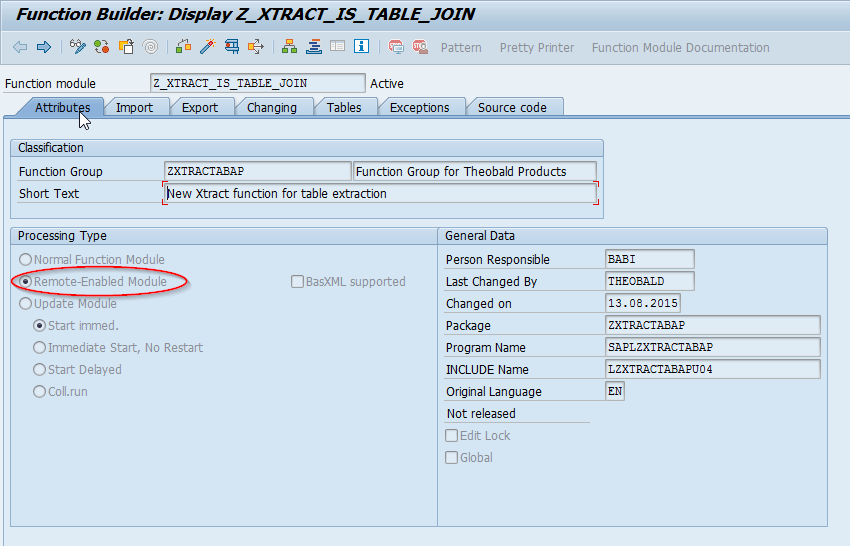 Function Builder: Display Z_XTRACT_IS_TABLE_JOIN
Pattern Pretty Printer Function Module Documentation
Function module Z_XTRACT_IS_TABLE_JOIN Active
Attributes Import Export Changing Tables Exceptions Source code
Classification
Function Group ZXTRACTABAP Function Group for Theobald Products
Short Text New Xtract function for table extraction
Processing Type
Normal Function Module
Remote-Enabled Module BasXML supported
Update Module
Start immed.
Immediate Start, No Restart
Start Delayed
Coll.run
General Data
Person Responsible BABI
Last Changed By THEOBALD
Changed on 13.08.2015
Package ZXTRACTABAP
Program Name SAPLZXTRACTABAP
INCLUDE Name LZXTRACTABAPU04
Original Language EN
Not released
Edit Lock
Global